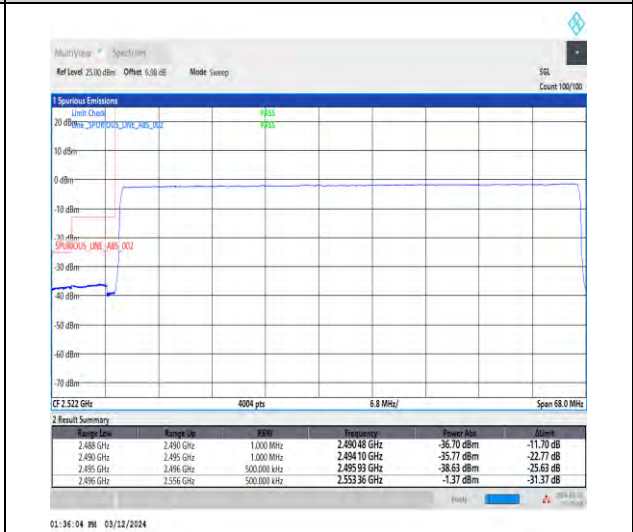 MultiView Spectrum
Ref Level 25.00 dBm Offset 6.98 dB Mode Sweep SGL
Count 100/100
1 Spurious Emissions
Limit Check PASS
20 dBm Line _SPURIOUS_LINE_ABS_002 PASS
10 dBm
0 dBm
-10 dBm
-20 dBm
_SPURIOUS_LINE_ABS_002
-30 dBm
-40 dBm
-50 dBm
-60 dBm
-70 dBm
CF 2.522 GHz 4004 pts 6.8 MHz/ Span 68.0 MHz
2 Result Summary
Range Low Range Up RBW Frequency Power Abs ΔLimit
2.488 GHz 2.490 GHz 1.000 MHz 2.490 48 GHz -36.70 dBm -11.70 dB
2.490 GHz 2.495 GHz 1.000 MHz 2.494 10 GHz -35.77 dBm -22.77 dB
2.495 GHz 2.496 GHz 500.000 kHz 2.495 93 GHz -38.63 dBm -25.63 dB
2.496 GHz 2.556 GHz 500.000 kHz 2.553 36 GHz -1.37 dBm -31.37 dB
Ready
01:36:04 PM 03/12/2024